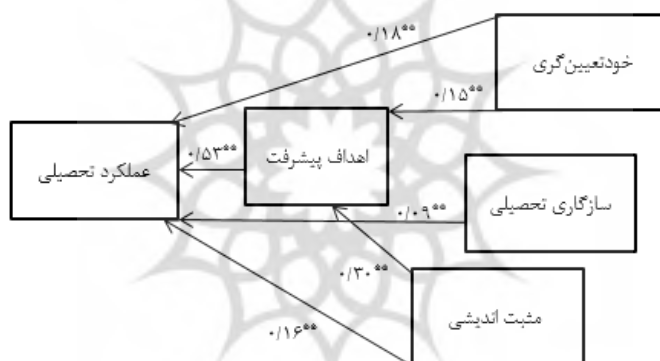 ۰/۱۸**
خودتعیین‌گری
۰/۱۵**
اهداف پیشرفت
۰/۵۳**
عملکرد تحصیلی
سازگاری تحصیلی
۰/۰۹**
۰/۳۰**
مثبت اندیشی
۰/۱۶**